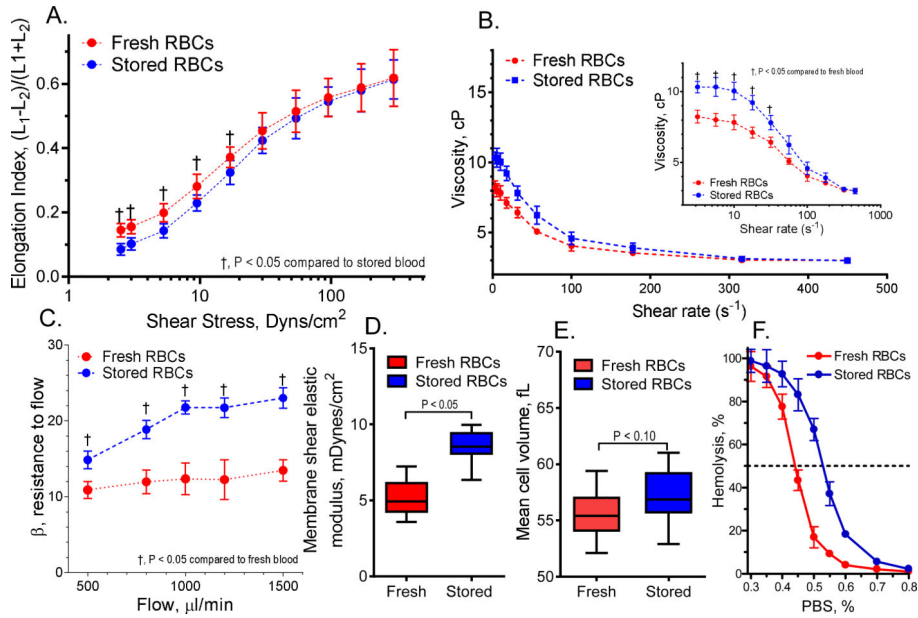 A.
Fresh RBCs
Stored RBCs
Elongation Index, (L₁-L₂)/(L1+L₂)
0.6
0.4
0.2
0.0
† † † † †
†, P < 0.05 compared to stored blood
1 10 100 1000
Shear Stress, Dyns/cm²
B.
Fresh RBCs
Stored RBCs
Viscosity, cP
20
15
10
5
0 100 200 300 400 500
Shear rate (s⁻¹)
†, P < 0.05 compared to fresh blood
† † † † †
Viscosity, cP
10
5
Fresh RBCs
Stored RBCs
10 100 1000
Shear rate (s⁻¹)
C.
Fresh RBCs
Stored RBCs
β, resistance to flow
30
20
10
0
† † † † †
†, P < 0.05 compared to fresh blood
500 1000 1500
Flow, μl/min
D.
Fresh RBCs
Stored RBCs
P < 0.05
Membrane shear elastic
modulus, mDynes/cm²
15
10
5
0
Fresh Stored
E.
Fresh RBCs
Stored RBCs
P < 0.10
Mean cell volume, fL
70
65
60
55
50
Fresh Stored
F.
Fresh RBCs
Stored RBCs
Hemolysis, %
100
80
60
40
20
0
0.3 0.4 0.5 0.6 0.7 0.8
PBS, %